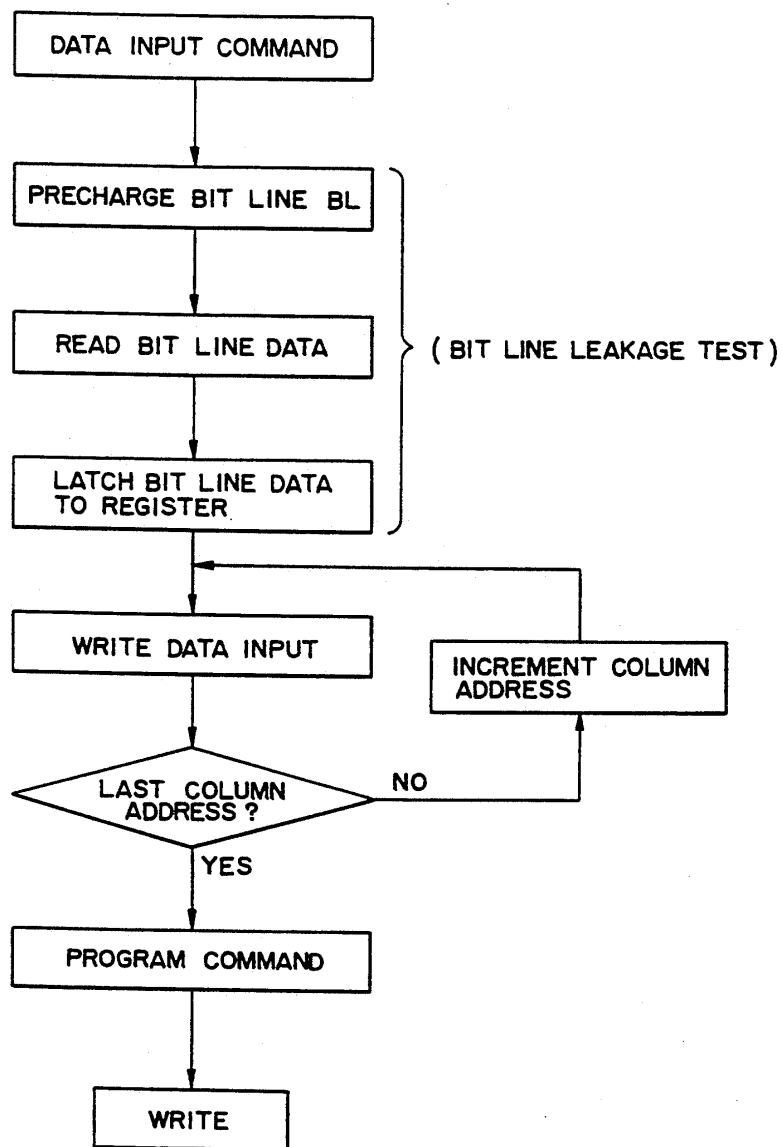 DATA INPUT COMMAND
PRECHARGE BIT LINE BL
READ BIT LINE DATA
(BIT LINE LEAKAGE TEST)
LATCH BIT LINE DATA
TO REGISTER
WRITE DATA INPUT
INCREMENT COLUMN
ADDRESS
LAST COLUMN
ADDRESS?
NO
YES
PROGRAM COMMAND
WRITE